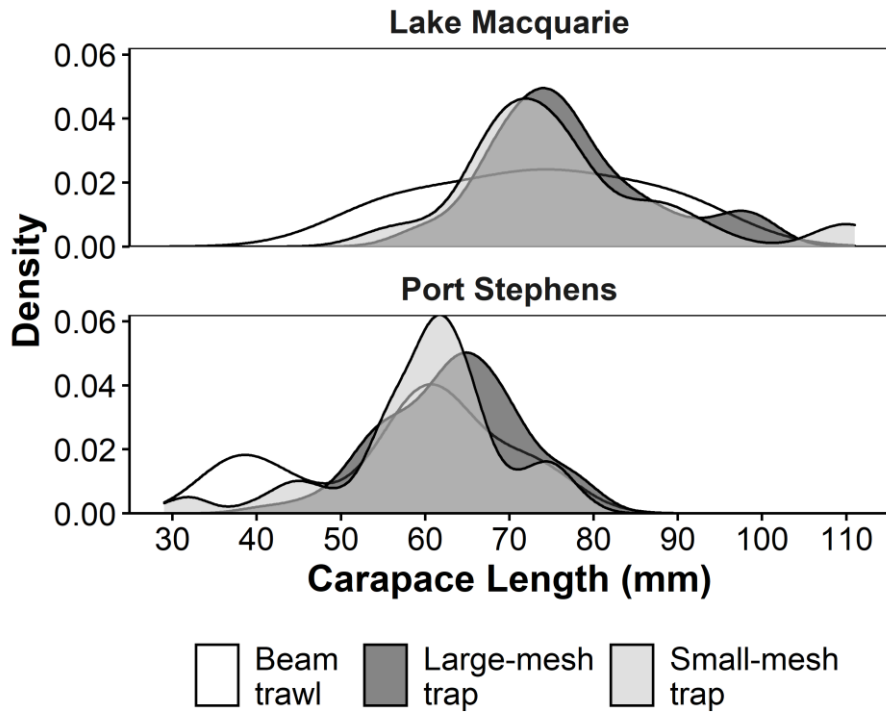 Lake Macquarie
0.06
0.04
0.02
0.00
Density
Port Stephens
0.06
0.04
0.02
0.00
30 40 50 60 70 80 90 100 110
Carapace Length (mm)
Beam trawl
Large-mesh trap
Small-mesh trap